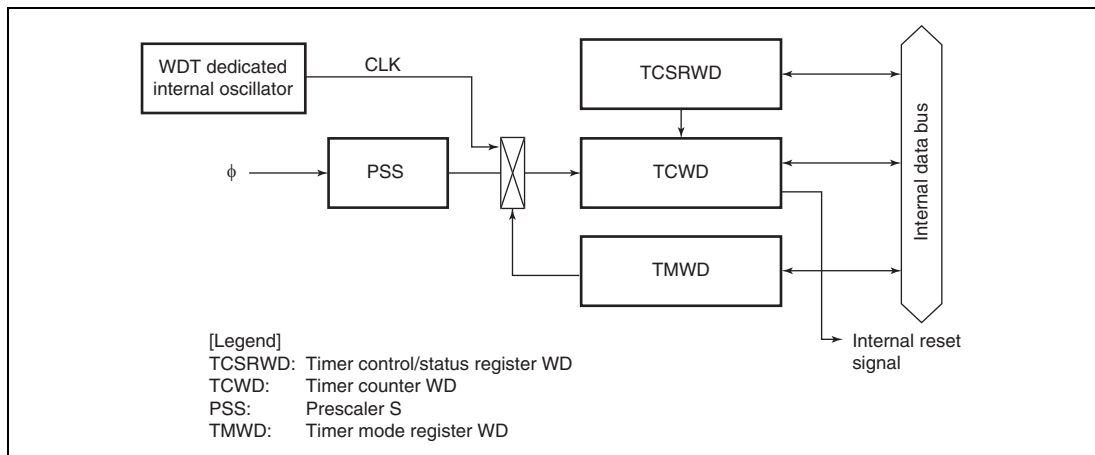 WDT dedicated
internal oscillator
CLK
TCSRWD
φ
PSS
TCWD
TMWD
Internal data bus
Internal reset
signal
[Legend]
TCSRWD: Timer control/status register WD
TCWD: Timer counter WD
PSS: Prescaler S
TMWD: Timer mode register WD